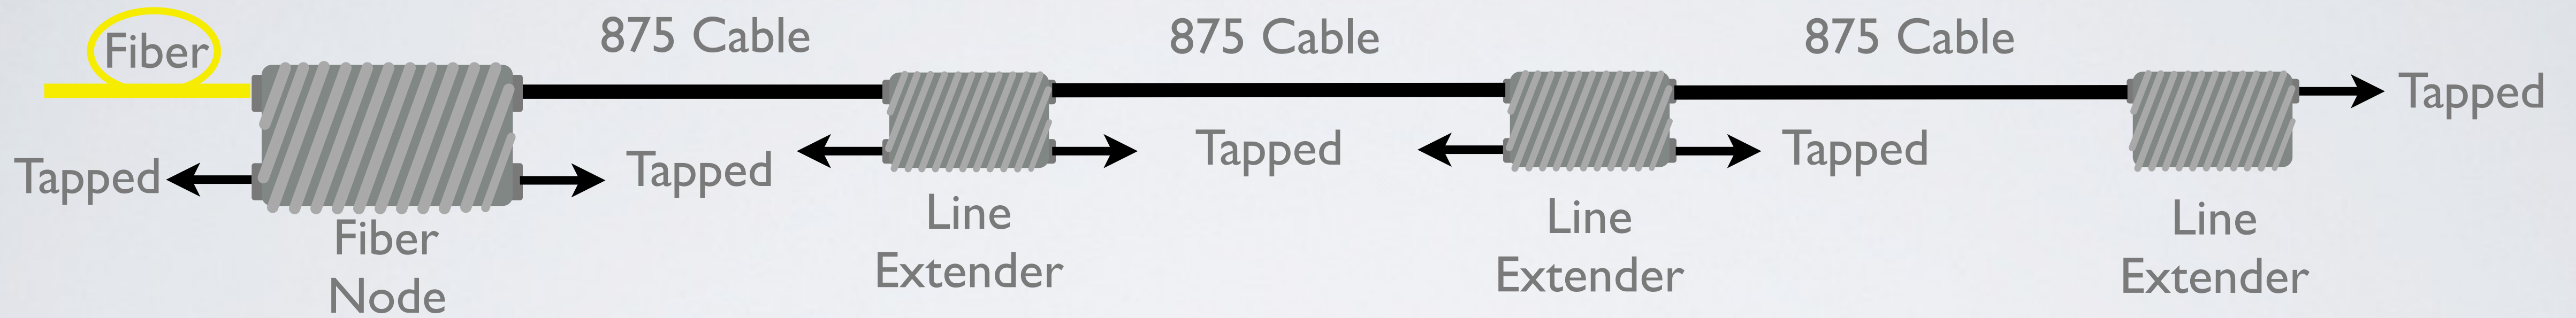 Fiber
875 Cable
875 Cable
875 Cable
Tapped
Tapped
Tapped
Tapped
Tapped
Fiber
Node
Line
Extender
Line
Extender
Line
Extender